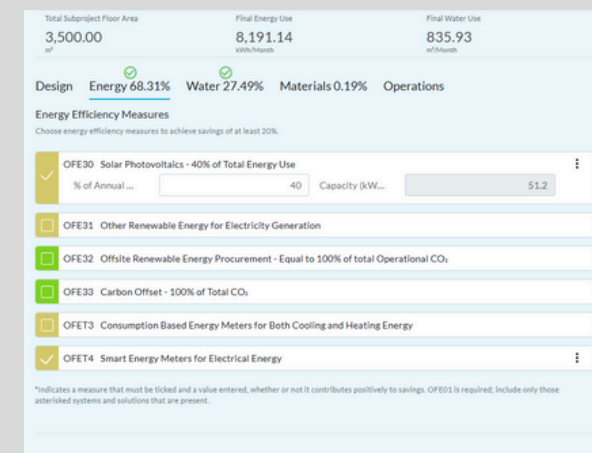 Total Subproject Floor Area
Final Energy Use
Final Water Use
3,500.00
8,191.14
835.93
m²
kWh/Month
m³/Month
Design
Energy 68.31%
Water 27.49%
Materials 0.19%
Operations
Energy Efficiency Measures
Choose energy efficiency measures to achieve savings of at least 20%.
OFE30 Solar Photovoltaics - 40% of Total Energy Use
% of Annual ... 40 Capacity (kW... 51.2
OFE31 Other Renewable Energy for Electricity Generation
OFE32 Offsite Renewable Energy Procurement - Equal to 100% of total Operational CO₂
OFE33 Carbon Offset - 100% of Total CO₂
OFET3 Consumption Based Energy Meters for Both Cooling and Heating Energy
OFET4 Smart Energy Meters for Electrical Energy
*Indicates a measure that must be ticked and a value entered, whether or not it contributes positively to savings. OFE01 is required; include only those
asterisked systems and solutions that are present.